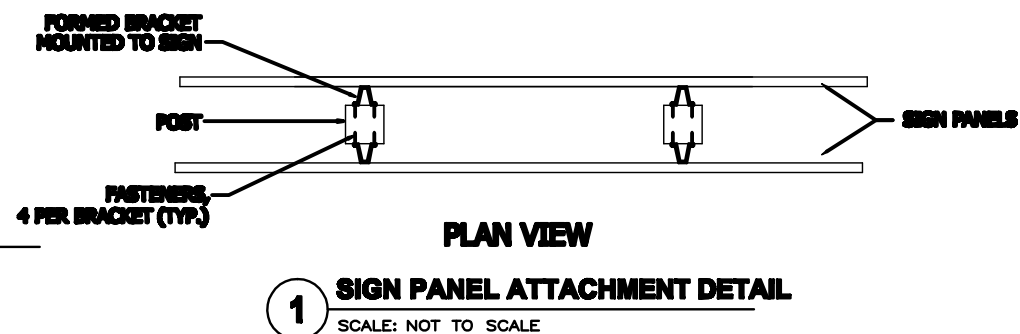 FORMED BRACKET
MOUNTED TO SIGN
POST
SIGN PANELS
FASTENERS,
4 PER BRACKET (TYP.)
PLAN VIEW
1 SIGN PANEL ATTACHMENT DETAIL
SCALE: NOT TO SCALE